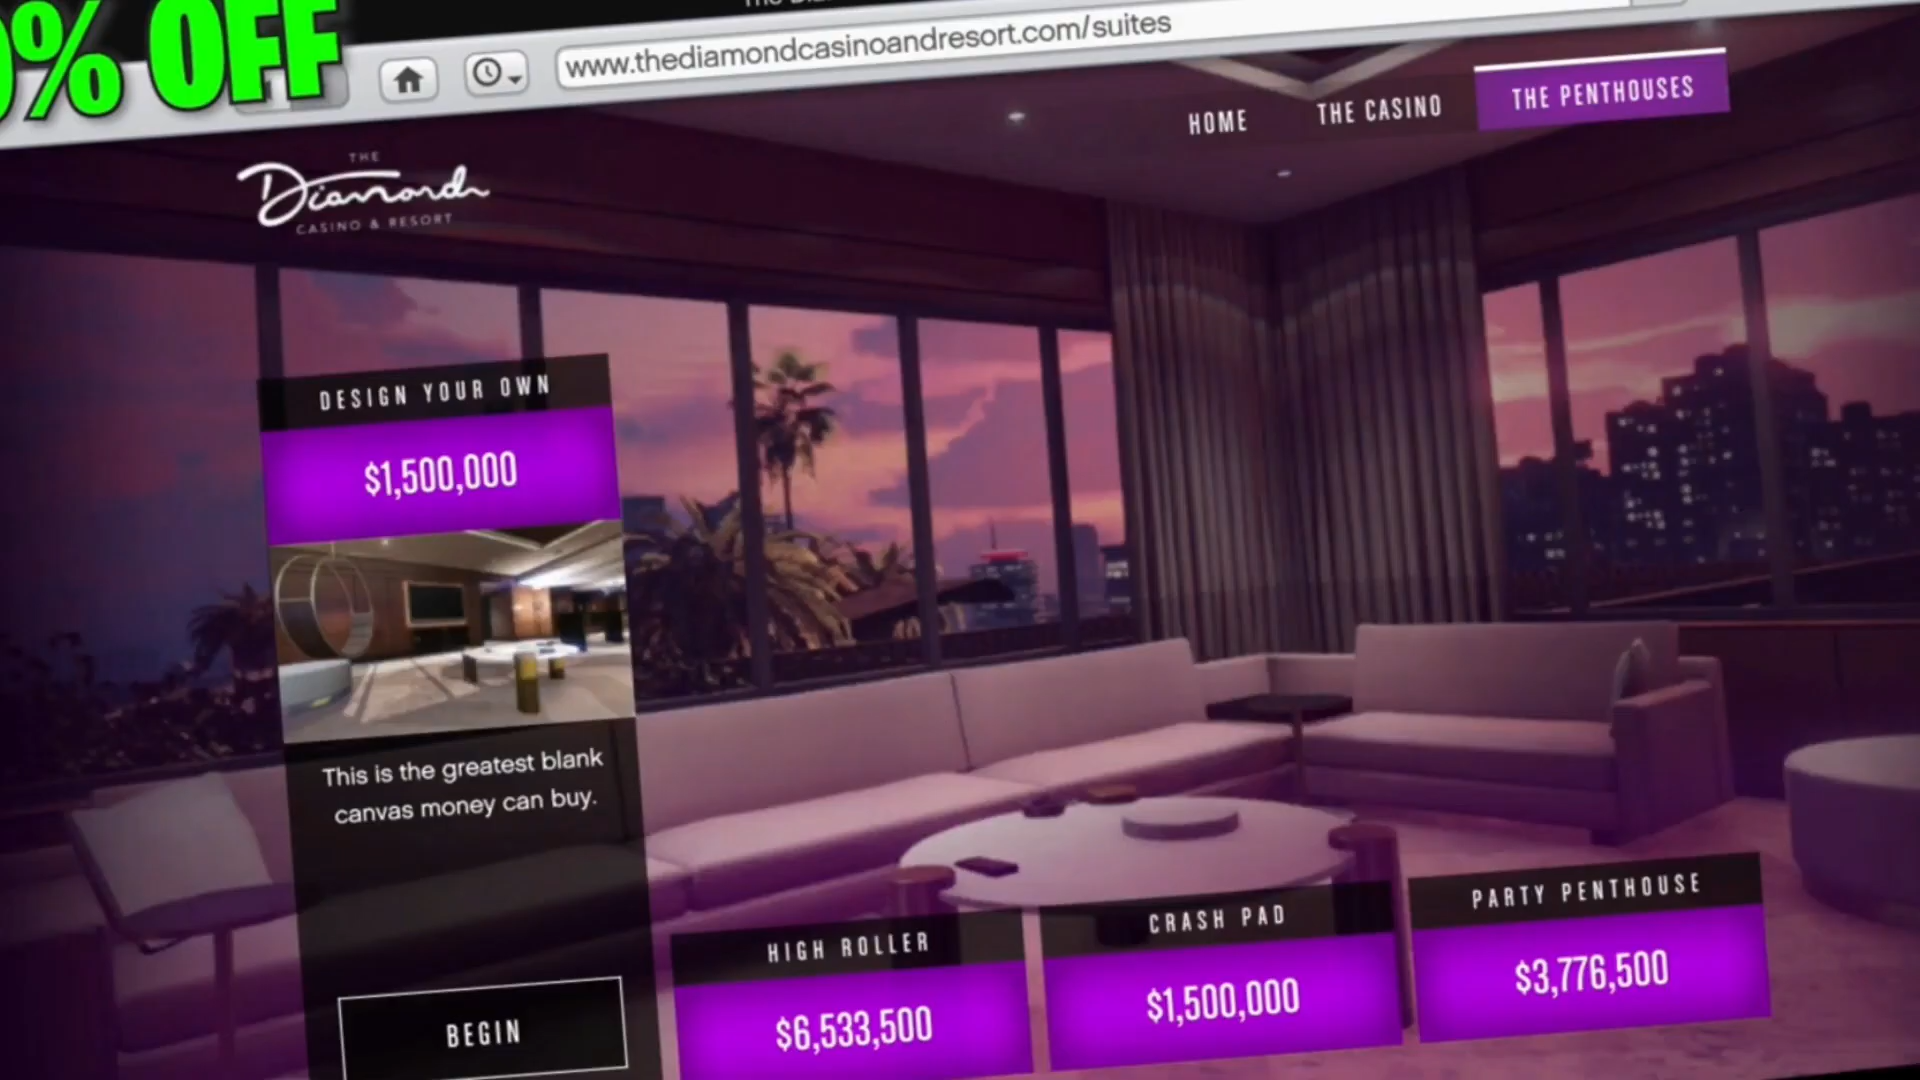 % OFF
www.thediamondcasinoandresort.com/suites
HOME
THE CASINO
THE PENTHOUSES
THE
Diamond
CASINO & RESORT
DESIGN YOUR OWN
$1,500,000
This is the greatest blank
canvas money can buy.
BEGIN
HIGH ROLLER
$6,533,500
CRASH PAD
$1,500,000
PARTY PENTHOUSE
$3,776,500